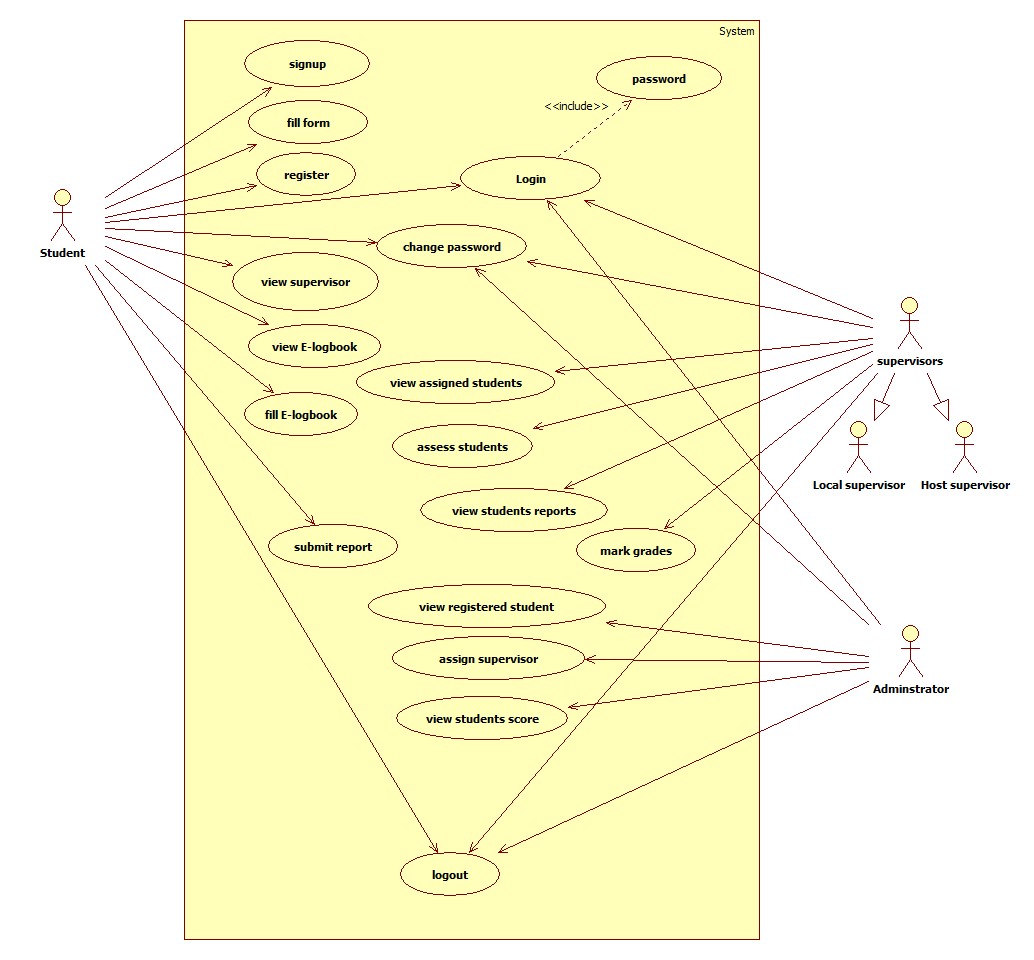 System
signup
password
<<include>>
fill form
register
Login
Student
change password
view supervisor
view E-logbook
supervisors
view assigned students
fill E-logbook
assess students
Local supervisor
Host supervisor
view students reports
submit report
mark grades
view registered student
assign supervisor
Adminstrator
view students score
logout